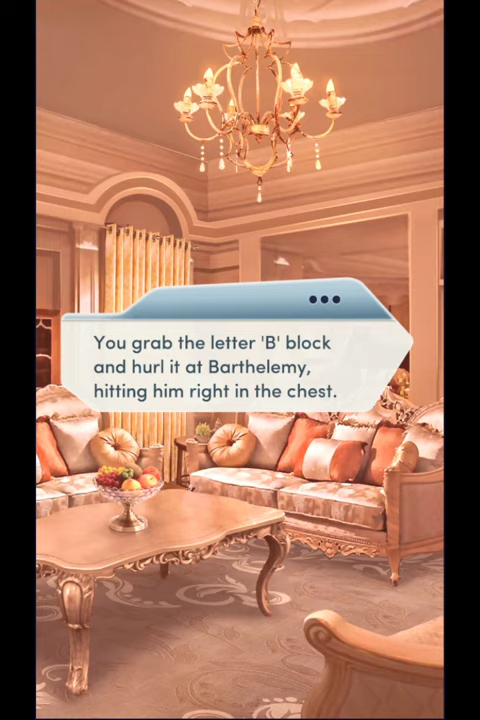 You grab the letter 'B' block
and hurl it at Barthelemy,
hitting him right in the chest.